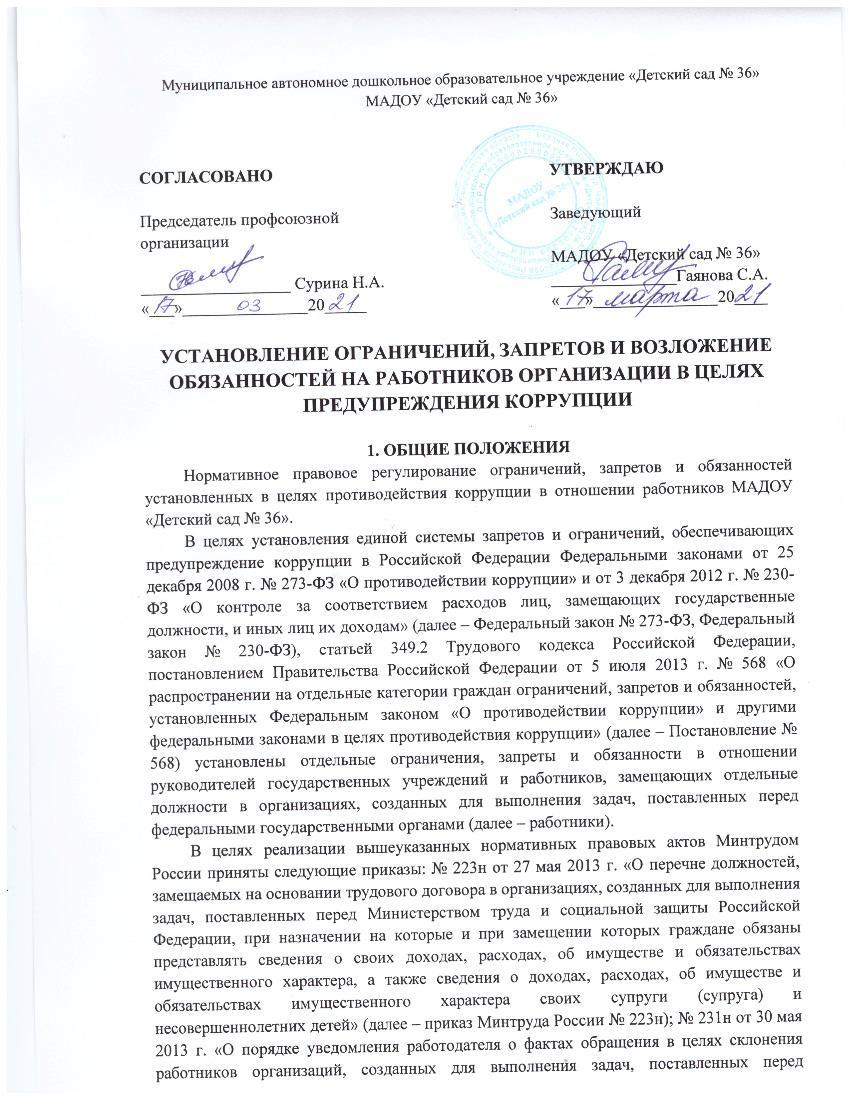 Муниципальное автономное дошкольное образовательное учреждение «Детский сад № 36»
МАДОУ «Детский сад № 36»
СОГЛАСОВАНО
Председатель профсоюзной
организации
Сурина Н.А.
«17» 03 2021
УТВЕРЖДАЮ
Заведующий
МАДОУ «Детский сад № 36»
Гаянова С.А.
«17» марта 2021
МАДОУ
«Детский сад № 36»
УСТАНОВЛЕНИЕ ОГРАНИЧЕНИЙ, ЗАПРЕТОВ И ВОЗЛОЖЕНИЕ
ОБЯЗАННОСТЕЙ НА РАБОТНИКОВ ОРГАНИЗАЦИИ В ЦЕЛЯХ
ПРЕДУПРЕЖДЕНИЯ КОРРУПЦИИ
1. ОБЩИЕ ПОЛОЖЕНИЯ
Нормативное правовое регулирование ограничений, запретов и обязанностей
установленных в целях противодействия коррупции в отношении работников МАДОУ
«Детский сад № 36».
В целях установления единой системы запретов и ограничений, обеспечивающих
предупреждение коррупции в Российской Федерации Федеральными законами от 25
декабря 2008 г. № 273-ФЗ «О противодействии коррупции» и от 3 декабря 2012 г. № 230-
ФЗ «О контроле за соответствием расходов лиц, замещающих государственные
должности, и иных лиц их доходам» (далее – Федеральный закон № 273-ФЗ, Федеральный
закон № 230-ФЗ), статьей 349.2 Трудового кодекса Российской Федерации,
постановлением Правительства Российской Федерации от 5 июля 2013 г. № 568 «О
распространении на отдельные категории граждан ограничений, запретов и обязанностей,
установленных Федеральным законом «О противодействии коррупции» и другими
федеральными законами в целях противодействия коррупции» (далее – Постановление №
568) установлены отдельные ограничения, запреты и обязанности в отношении
руководителей государственных учреждений и работников, замещающих отдельные
должности в организациях, созданных для выполнения задач, поставленных перед
федеральными государственными органами (далее – работники).
В целях реализации вышеуказанных нормативных правовых актов Минтрудом
России приняты следующие приказы: № 223н от 27 мая 2013 г. «О перечне должностей,
замещаемых на основании трудового договора в организациях, созданных для выполнения
задач, поставленных перед Министерством труда и социальной защиты Российской
Федерации, при назначении на которые и при замещении которых граждане обязаны
представлять сведения о своих доходах, расходах, об имуществе и обязательствах
имущественного характера, а также сведения о доходах, расходах, об имуществе и
обязательствах имущественного характера своих супруги (супруга) и
несовершеннолетних детей» (далее – приказ Минтруда России № 223н); № 231н от 30 мая
2013 г. «О порядке уведомления работодателя о фактах обращения в целях склонения
работников организаций, созданных для выполнения задач, поставленных перед